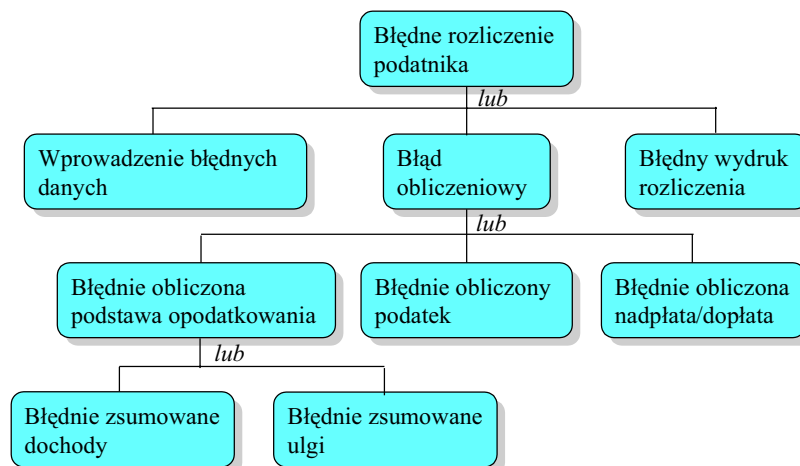 Błędne rozliczenie
podatnika
lub
Wprowadzenie błędnych
danych
Błąd
obliczeniowy
Błędny wydruk
rozliczenia
lub
Błędnie obliczona
podstawa opodatkowania
Błędnie obliczony
podatek
Błędnie obliczona
nadpłata/dopłata
lub
Błędnie zsumowane
dochody
Błędnie zsumowane
ulgi